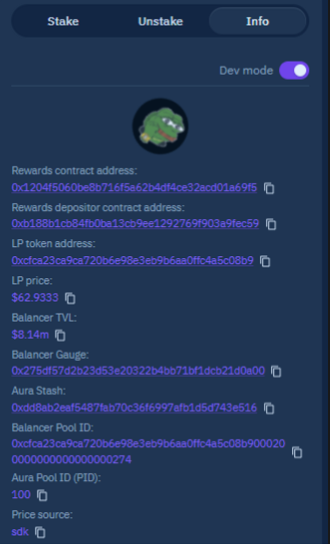 Stake Unstake Info
Dev mode
Rewards contract address:
0x1204f5060be8b716f5a62b4df4ce32acd01a69f5
Rewards depositor contract address:
0xb188b1cb84fb0ba13cb9ee1292769f903a9fec59
LP token address:
0xcfca23ca9ca720b6e98e3eb9b6aa0ffc4a5c08b9
LP price:
$62.9333
Balancer TVL:
$8.14m
Balancer Gauge:
0x275df57d2b23d53e20322b4bb71bf1dcb21d0a00
Aura Stash:
0xdd8ab2eaf5487fab70c36f6997afb1d5d743e516
Balancer Pool ID:
0xcfca23ca9ca720b6e98e3eb9b6aa0ffc4a5c08b900020
0000000000000000274
Aura Pool ID (PID):
100
Price source:
sdk